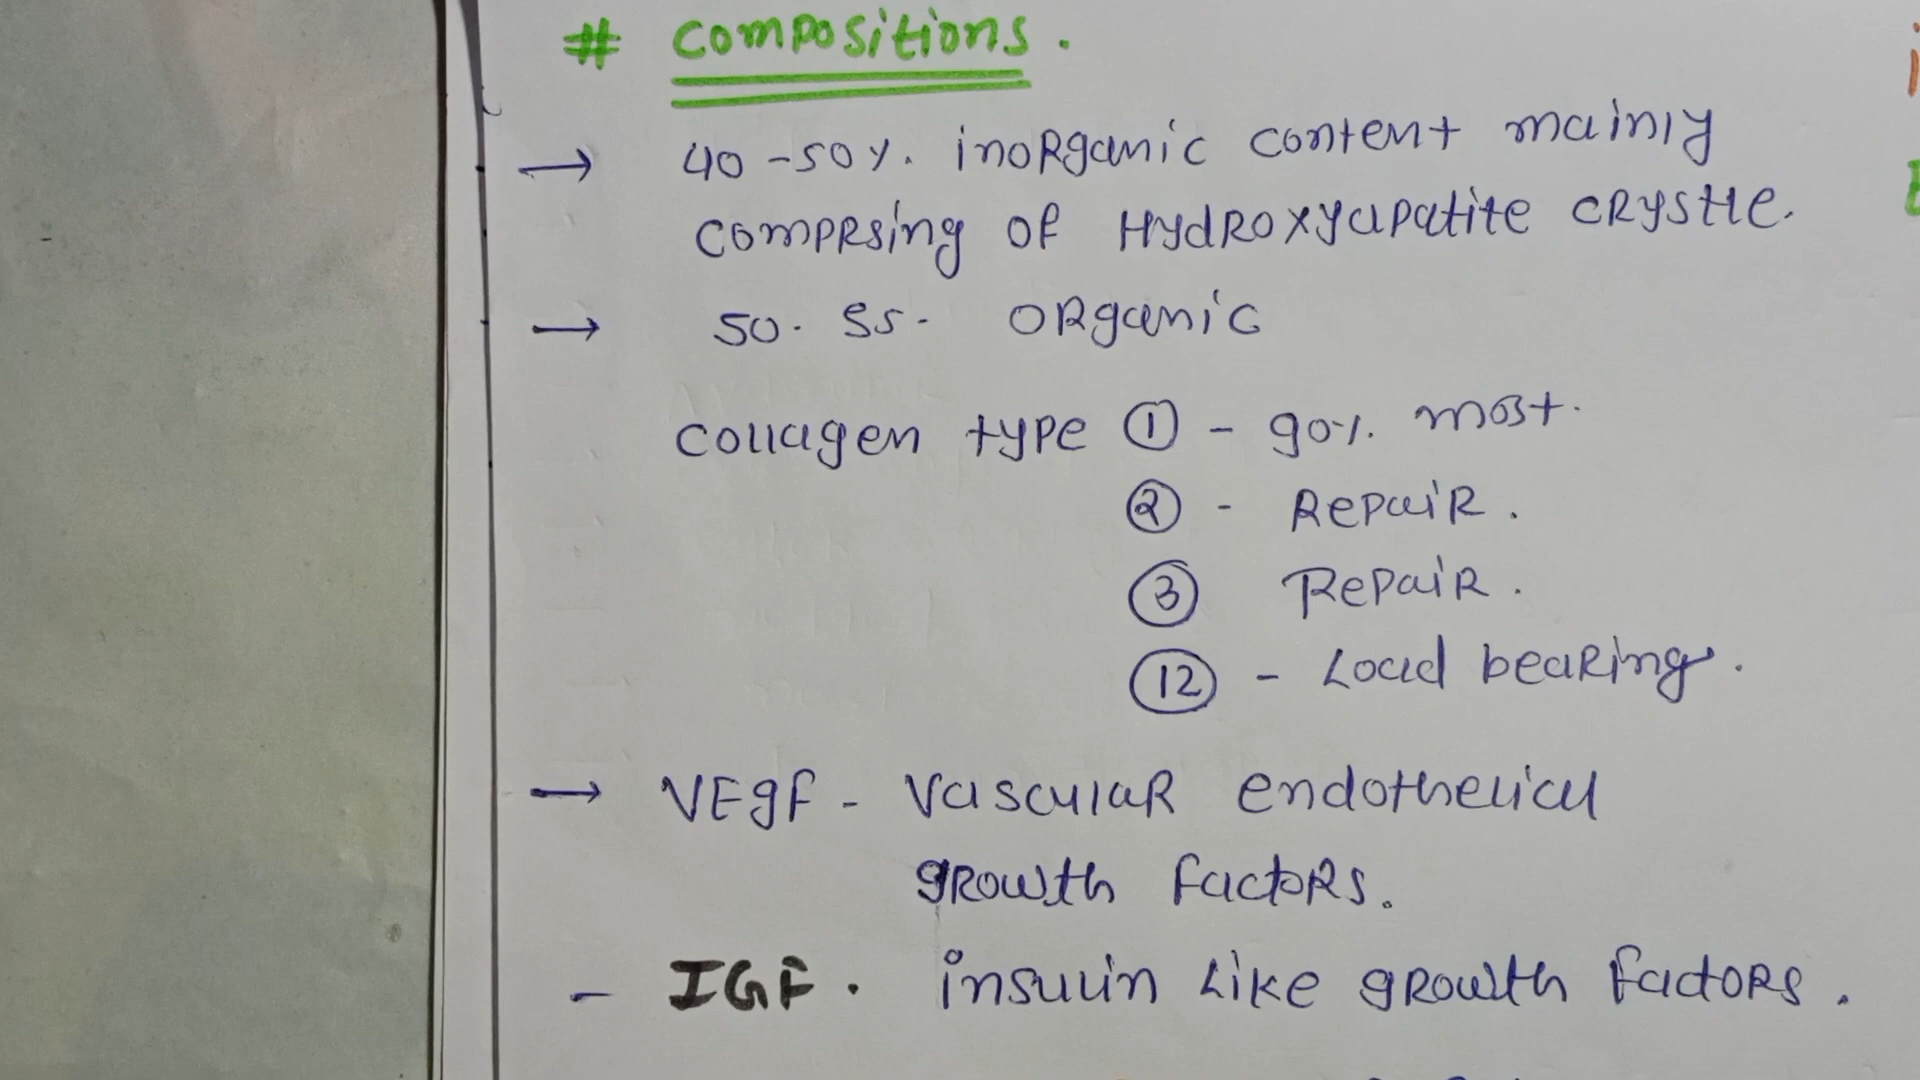 # Compositions.
→ 40-50%. inorganic content mainly
comprsing of Hydroxyapatite crystle.
→ 50. 55. organic
collagen type ① - 90%. most.
② - Repair.
③ Repair.
⑫ - Load bearing.
→ VEgF - Vascular endothelial
growth factors.
- IGF. insulin Like growth factors.